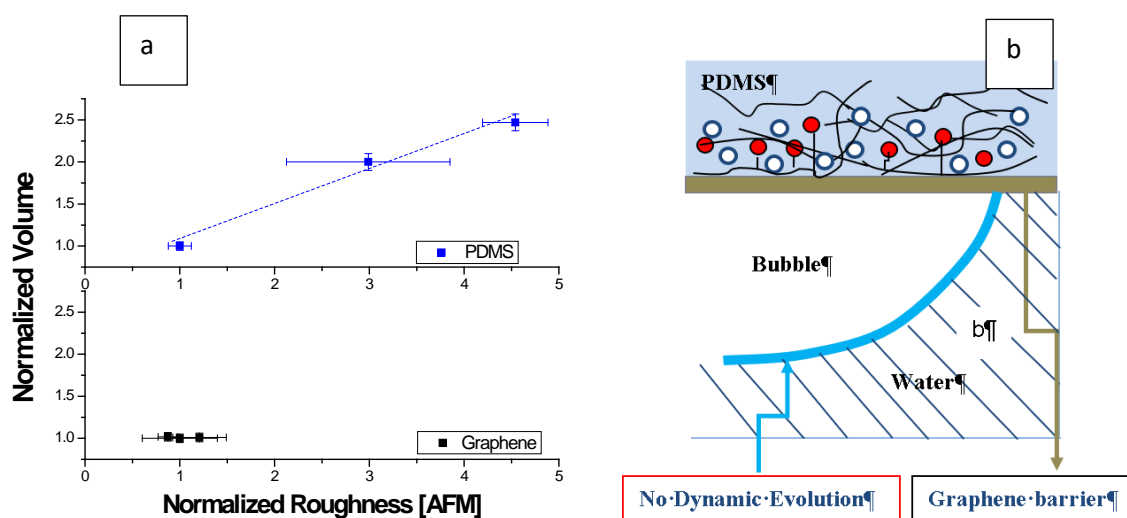 a
Normalized Volume
2.5
2.0
1.5
1.0
PDMS
0
1
2
3
4
5
2.5
2.0
1.5
1.0
Graphene
0
1
2
3
4
5
Normalized Roughness [AFM]
b
PDMS¶
Bubble¶
b¶
Water¶
No·Dynamic·Evolution¶
Graphene·barrier¶